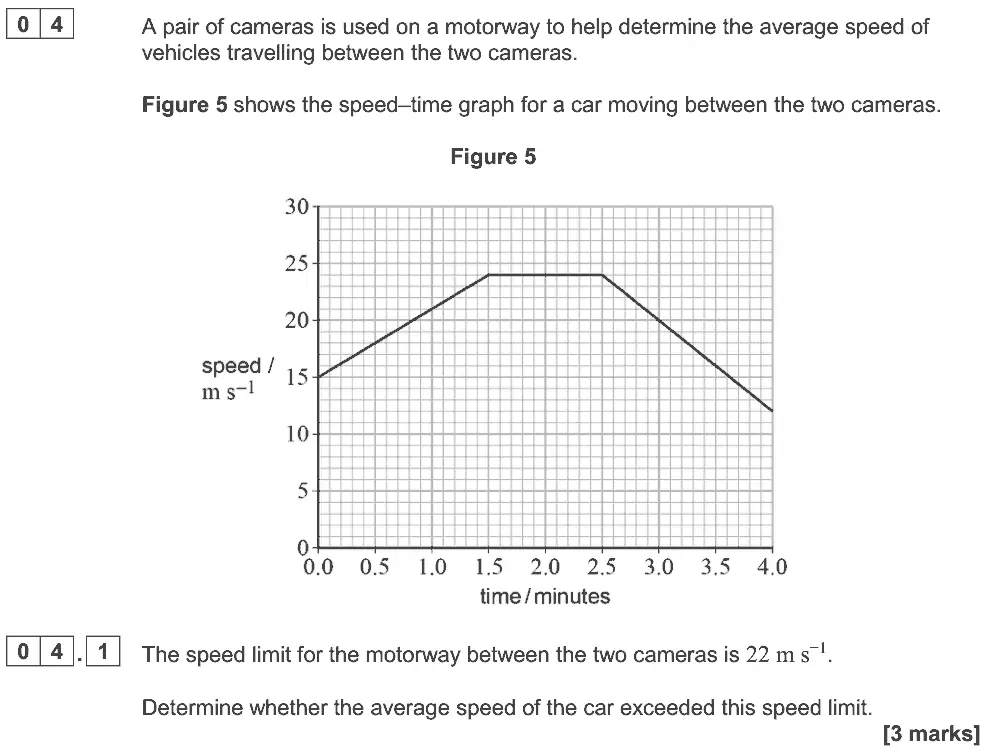 0 4 A pair of cameras is used on a motorway to help determine the average speed of
vehicles travelling between the two cameras.
Figure 5 shows the speed–time graph for a car moving between the two cameras.
Figure 5
30
25
20
speed /
m s⁻¹
15
10
5
0
0.0 0.5 1.0 1.5 2.0 2.5 3.0 3.5 4.0
time / minutes
0 4 . 1 The speed limit for the motorway between the two cameras is 22 m s⁻¹.
Determine whether the average speed of the car exceeded this speed limit.
[3 marks]